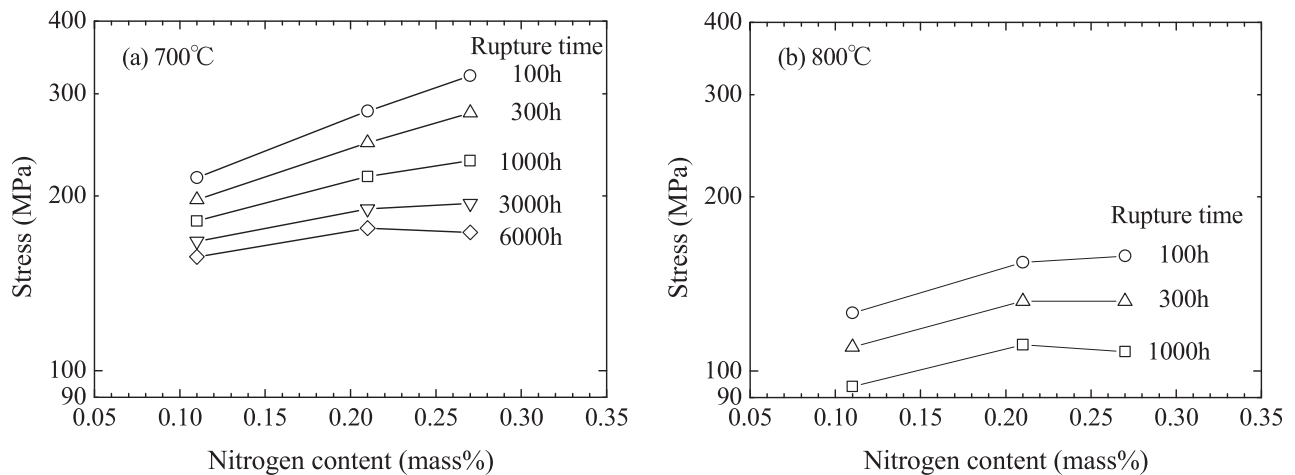 400
300
200
100
90
Stress (MPa)
(a) 700℃
Rupture time
100h
300h
1000h
3000h
6000h
0.05 0.10 0.15 0.20 0.25 0.30 0.35
Nitrogen content (mass%)
400
300
200
100
90
Stress (MPa)
(b) 800℃
Rupture time
100h
300h
1000h
0.05 0.10 0.15 0.20 0.25 0.30 0.35
Nitrogen content (mass%)